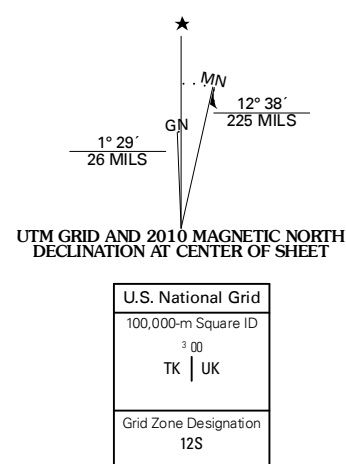 ★
MN
GN
12° 38´
225 MILS
1° 29´
26 MILS
UTM GRID AND 2010 MAGNETIC NORTH
DECLINATION AT CENTER OF SHEET
U.S. National Grid
100,000-m Square ID
3 00
TK | UK
Grid Zone Designation
12S